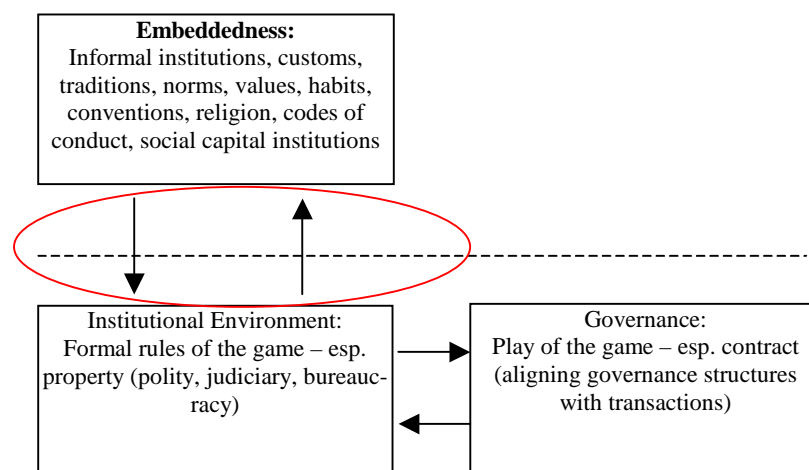 Embeddedness:
Informal institutions, customs,
traditions, norms, values, habits,
conventions, religion, codes of
conduct, social capital institutions
Institutional Environment:
Formal rules of the game – esp.
property (polity, judiciary, bureauc-
racy)
Governance:
Play of the game – esp. contract
(aligning governance structures
with transactions)